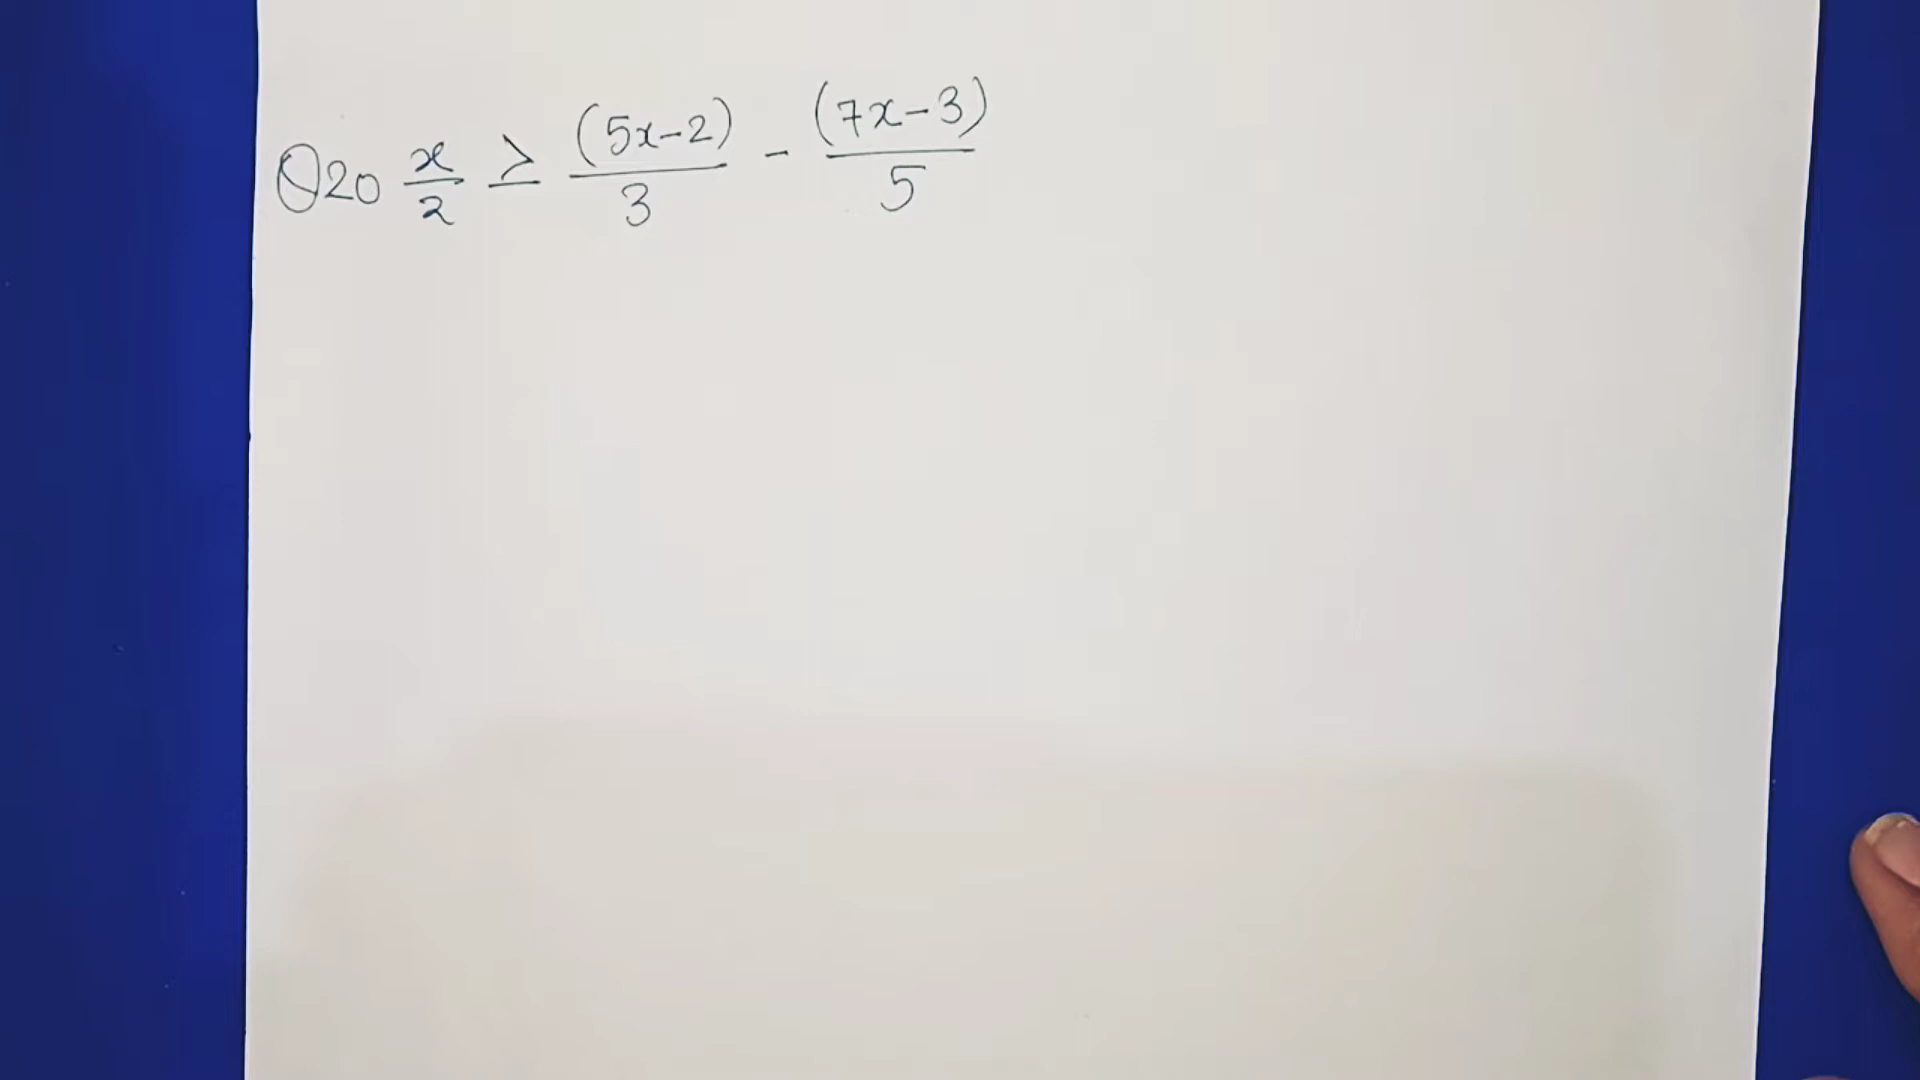 Q20 x/2 ≥ (5x-2)/3 - (7x-3)/5